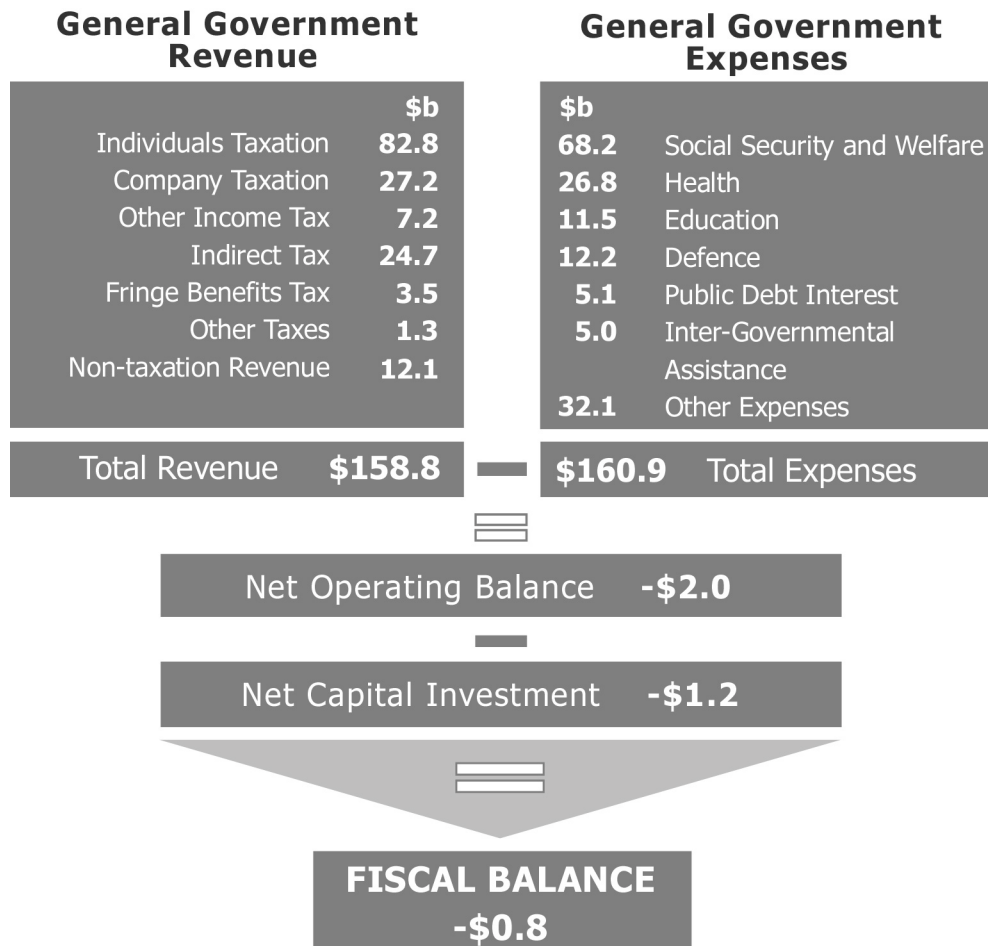 General Government
Revenue
$b
Individuals Taxation 82.8
Company Taxation 27.2
Other Income Tax 7.2
Indirect Tax 24.7
Fringe Benefits Tax 3.5
Other Taxes 1.3
Non-taxation Revenue 12.1
Total Revenue $158.8
General Government
Expenses
$b
68.2 Social Security and Welfare
26.8 Health
11.5 Education
12.2 Defence
5.1 Public Debt Interest
5.0 Inter-Governmental
Assistance
32.1 Other Expenses
$160.9 Total Expenses
Net Operating Balance -$2.0
Net Capital Investment -$1.2
FISCAL BALANCE
-$0.8